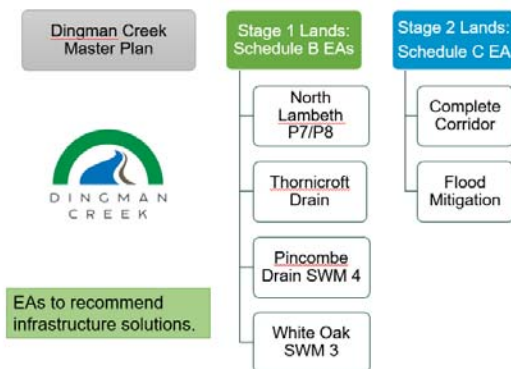 Dingman Creek
Master Plan
DINGMAN
CREEK
EAs to recommend
infrastructure solutions.
Stage 1 Lands:
Schedule B EAs
North
Lambeth
P7/P8
Thornicroft
Drain
Pincombe
Drain SWM 4
White Oak
SWM 3
Stage 2 Lands:
Schedule C EA
Complete
Corridor
Flood
Mitigation